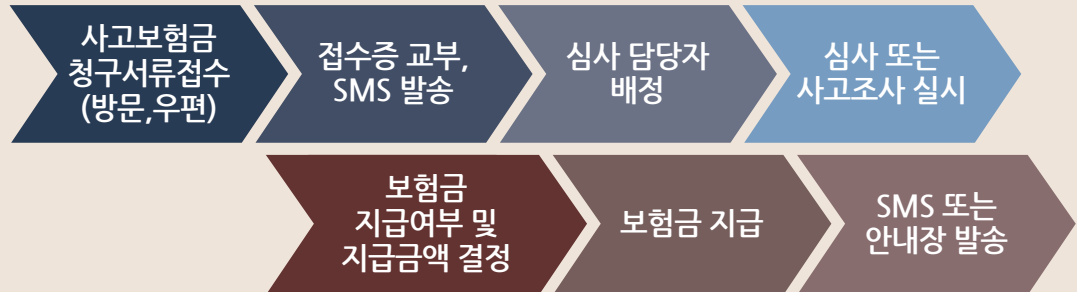 사고보험금
청구서류접수
(방문,우편)
접수증 교부,
SMS 발송
심사 담당자
배정
심사 또는
사고조사 실시
보험금
지급여부 및
지급금액 결정
보험금 지급
SMS 또는
안내장 발송